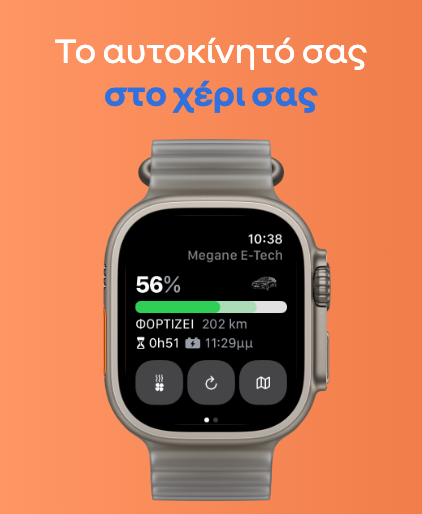 Το αυτοκίνητό σας
στο χέρι σας
10:38
Megane E-Tech
56%
ΦΟΡΤΙΖΕΙ 202 km
0h51 11:29μμ